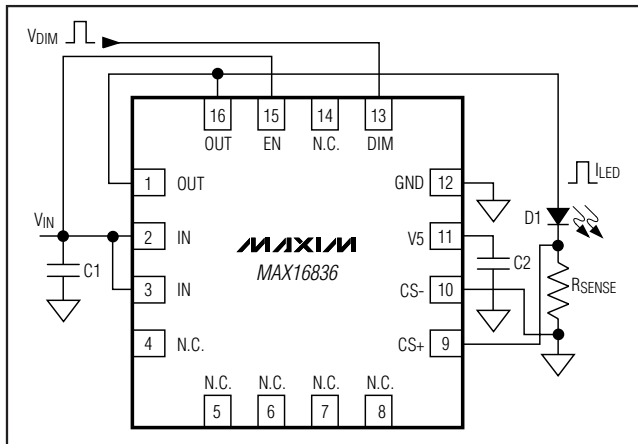 VDIM
16 15 14 13
OUT EN N.C. DIM
1 OUT
GND 12
ILED
VIN
2 IN
V5 11
D1
C1
MAXIM
MAX16836
C2
3 IN
CS- 10
RSENSE
4 N.C.
CS+ 9
N.C. N.C. N.C. N.C.
5 6 7 8